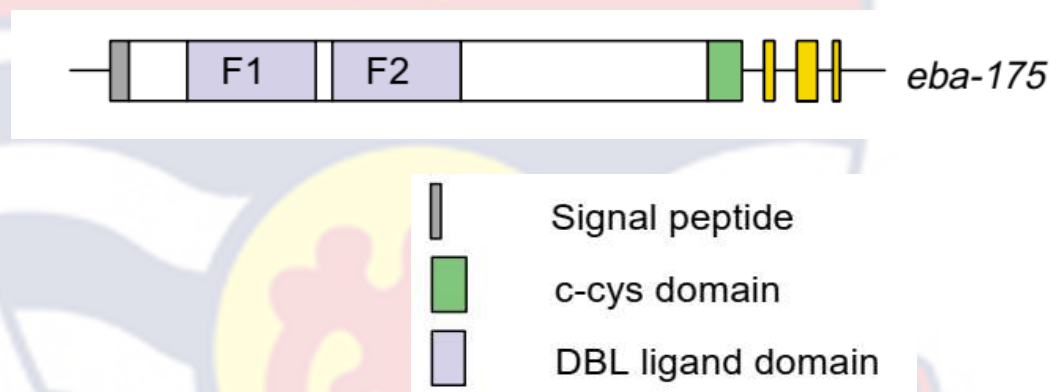 F1 F2 eba-175
Signal peptide
c-cys domain
DBL ligand domain